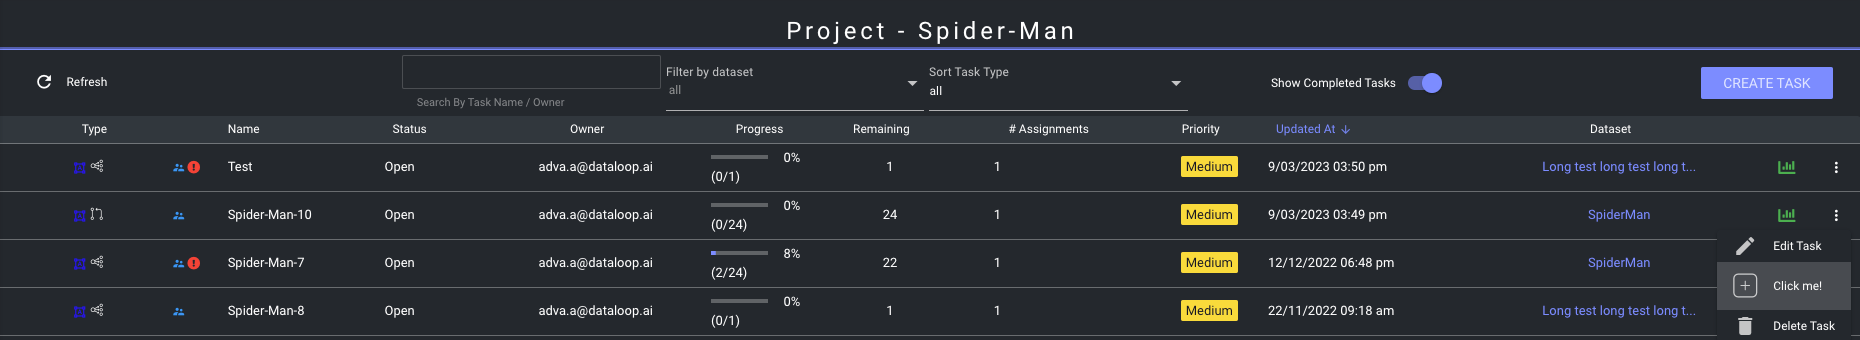 Project - Spider-Man
Refresh
Search By Task Name / Owner
Filter by dataset
all
Sort Task Type
all
Show Completed Tasks
CREATE TASK
Type Name Status Owner Progress Remaining # Assignments Priority Updated At Dataset
Test Open adva.a@dataloop.ai 0% (0/1) 1 1 Medium 9/03/2023 03:50 pm Long test long test long t...
Spider-Man-10 Open adva.a@dataloop.ai 0% (0/24) 24 1 Medium 9/03/2023 03:49 pm SpiderMan
Spider-Man-7 Open adva.a@dataloop.ai 8% (2/24) 22 1 Medium 12/12/2022 06:48 pm SpiderMan
Spider-Man-8 Open adva.a@dataloop.ai 0% (0/1) 1 1 Medium 22/11/2022 09:18 am Long test long test long t...
Edit Task
Click me!
Delete Task